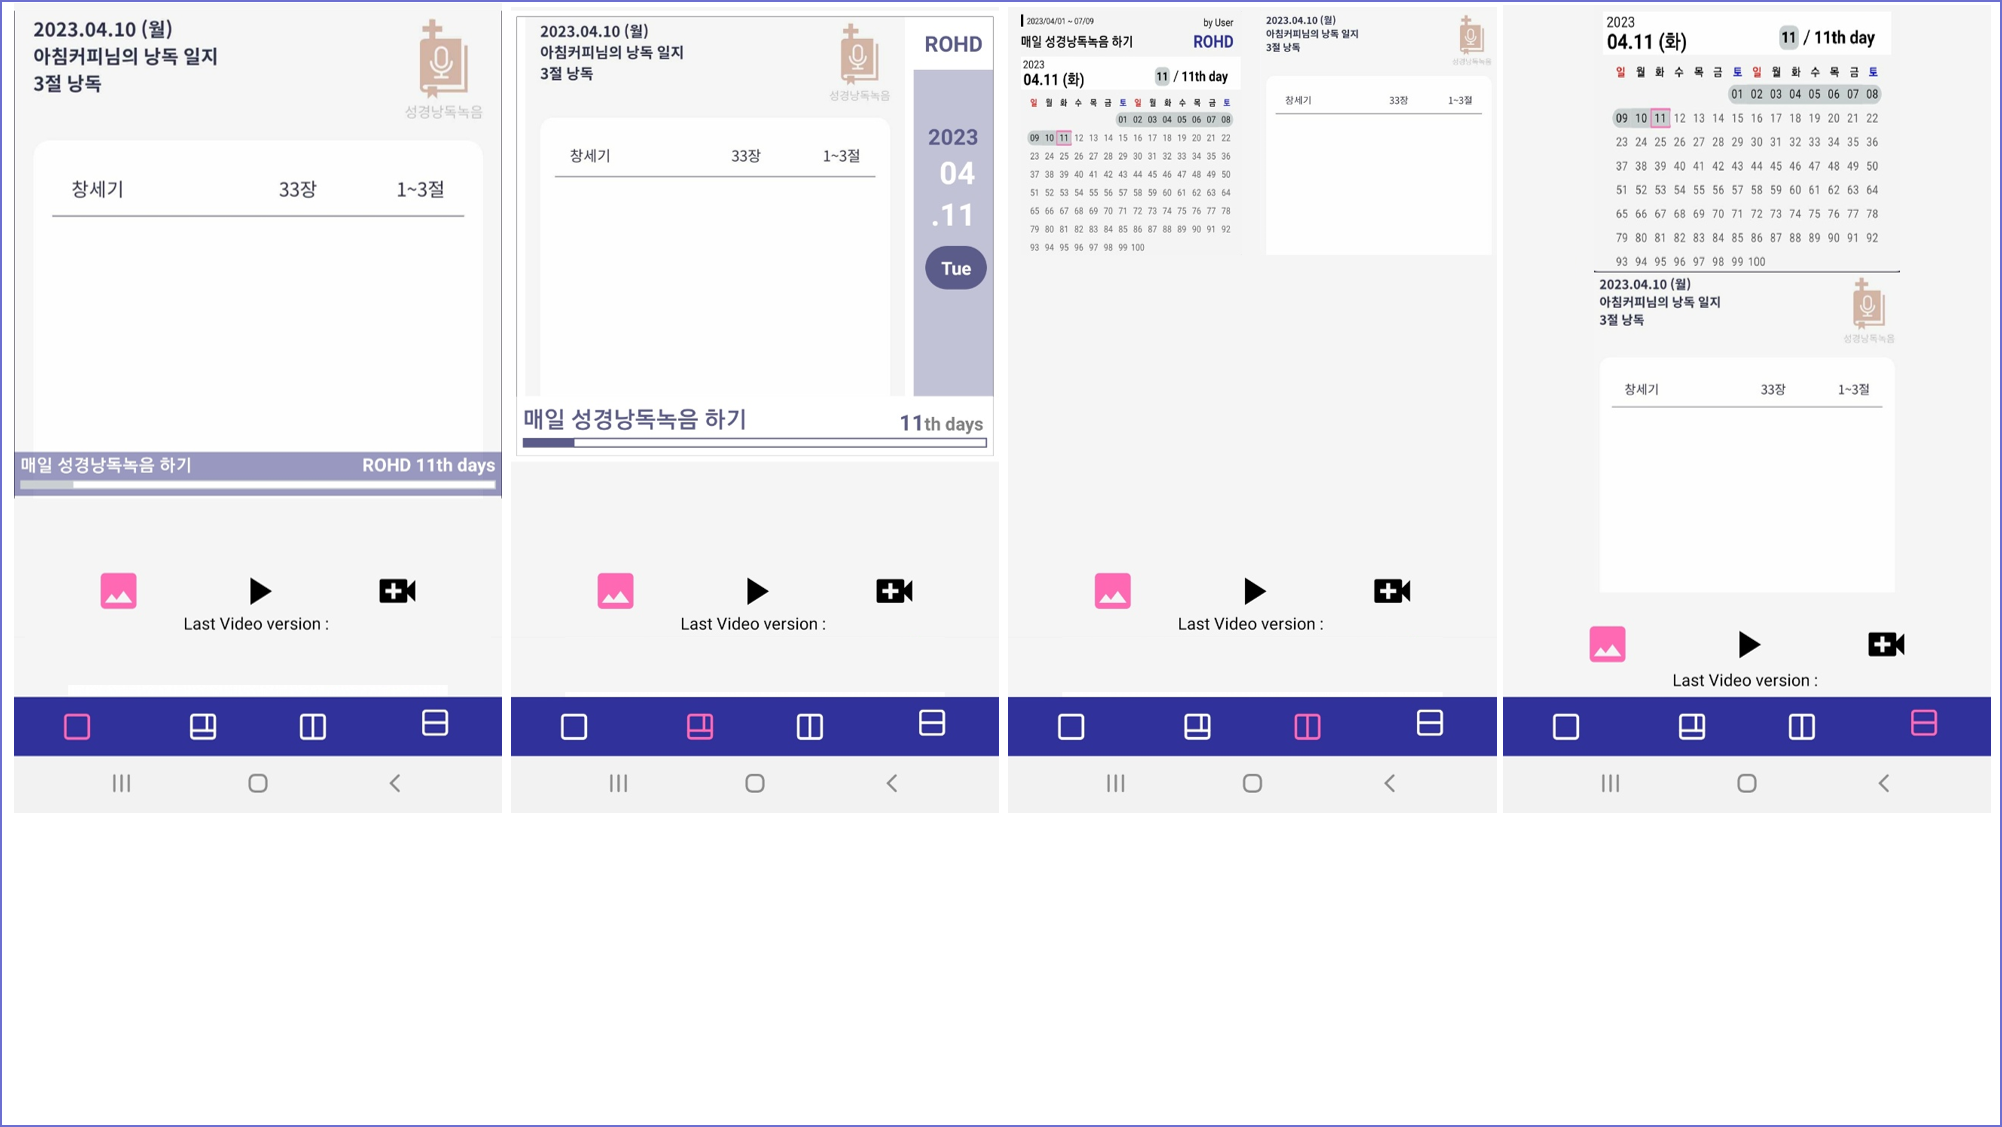 2023.04.10 (월)
아침커피님의 낭독 일지
3절 낭독
성경낭독녹음
창세기 33장 1~3절
매일 성경낭독녹음 하기 ROHD 11th days
Last Video version :
2023.04.10 (월)
아침커피님의 낭독 일지
3절 낭독
성경낭독녹음
창세기 33장 1~3절
ROHD
2023
04
.11
Tue
매일 성경낭독녹음 하기 11th days
Last Video version :
2023/04/01 ~ 07/09 by User
매일 성경낭독녹음 하기 ROHD
2023
04.11 (화) 11 / 11th day
일 월 화 수 목 금 토 일 월 화 수 목 금 토
01 02 03 04 05 06 07 08
09 10 11 12 13 14 15 16 17 18 19 20 21 22
23 24 25 26 27 28 29 30 31 32 33 34 35 36
37 38 39 40 41 42 43 44 45 46 47 48 49 50
51 52 53 54 55 56 57 58 59 60 61 62 63 64
65 66 67 68 69 70 71 72 73 74 75 76 77 78
79 80 81 82 83 84 85 86 87 88 89 90 91 92
93 94 95 96 97 98 99 100
2023.04.10 (월)
아침커피님의 낭독 일지
3절 낭독
성경낭독녹음
창세기 33장 1~3절
Last Video version :
2023
04.11 (화) 11 / 11th day
일 월 화 수 목 금 토 일 월 화 수 목 금 토
01 02 03 04 05 06 07 08
09 10 11 12 13 14 15 16 17 18 19 20 21 22
23 24 25 26 27 28 29 30 31 32 33 34 35 36
37 38 39 40 41 42 43 44 45 46 47 48 49 50
51 52 53 54 55 56 57 58 59 60 61 62 63 64
65 66 67 68 69 70 71 72 73 74 75 76 77 78
79 80 81 82 83 84 85 86 87 88 89 90 91 92
93 94 95 96 97 98 99 100
2023.04.10 (월)
아침커피님의 낭독 일지
3절 낭독
성경낭독녹음
창세기 33장 1~3절
Last Video version :